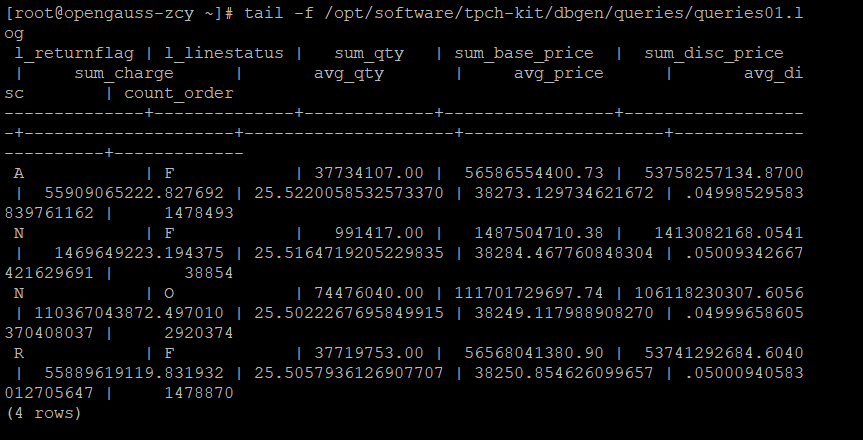 [root@opengauss-zcy ~]# tail -f /opt/software/tpch-kit/dbgen/queries/queries01.l
og
 l_returnflag | l_linestatus |   sum_qty   | sum_base_price |  sum_disc_price
 |     sum_charge      |       avg_qty       |     avg_price      |       avg_di
sc        | count_order
--------------+--------------+-------------+-----------------+------------------
-+---------------------+---------------------+--------------------+-------------
----------+-------------
 A            | F            | 37734107.00 |  56586554400.73 |  53758257134.8700
 |  55909065222.827692 | 25.5220058532573370 | 38273.129734621672 | .04998529583
839761162 |     1478493
 N            | F            |   991417.00 |   1487504710.38 |   1413082168.0541
 |   1469649223.194375 | 25.5164719205229835 | 38284.467760848304 | .05009342667
421629691 |       38854
 N            | O            | 74476040.00 | 111701729697.74 | 106118230307.6056
 | 110367043872.497010 | 25.5022267695849915 | 38249.117988908270 | .04999658605
370408037 |     2920374
 R            | F            | 37719753.00 |  56568041380.90 |  53741292684.6040
 |  55889619119.831932 | 25.5057936126907707 | 38250.854626099657 | .05000940583
012705647 |     1478870
(4 rows)